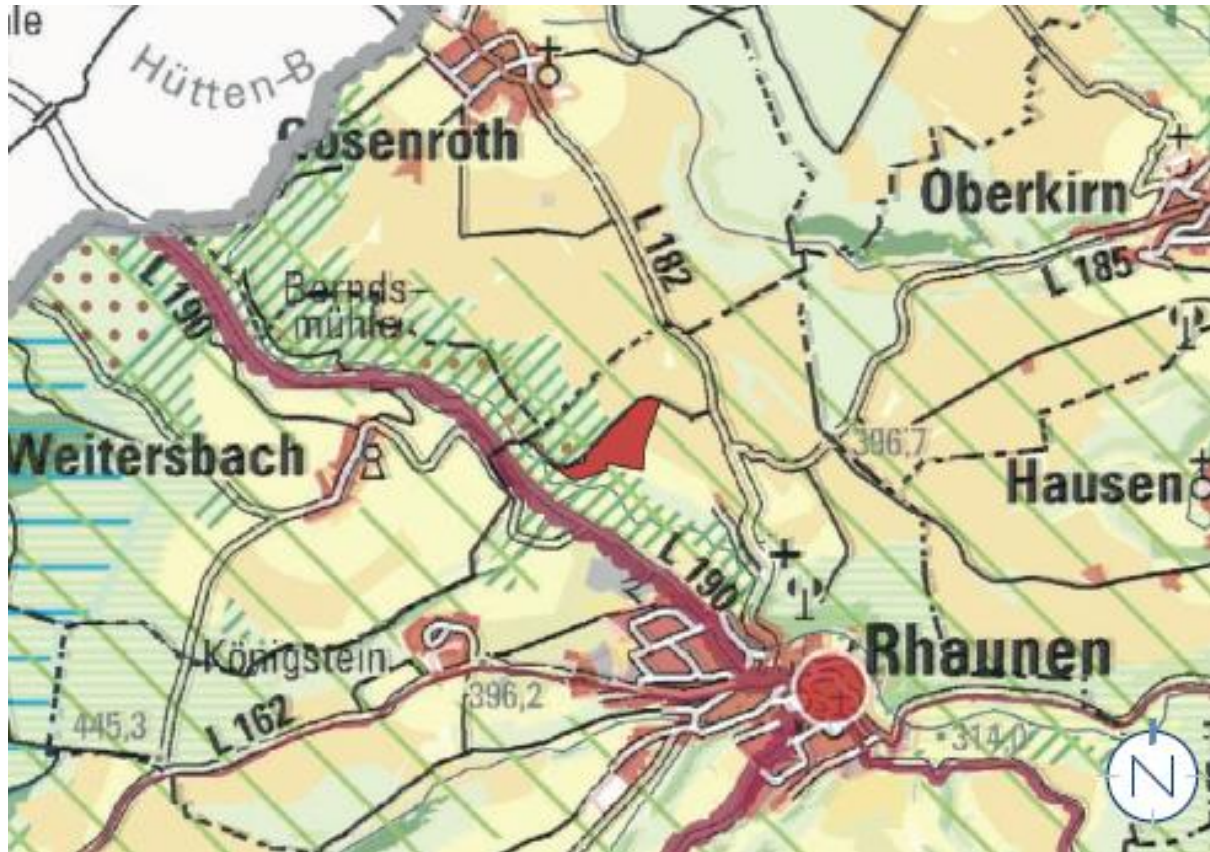 le
Hütten-B
osenroth
Oberkirn
L 182
L 185
L 190
Bernds-
mühle
Weitersbach
396,7
Hausen
L 190
Rhaunen
Königstein
396,2
445,3
L 162
314,0
N